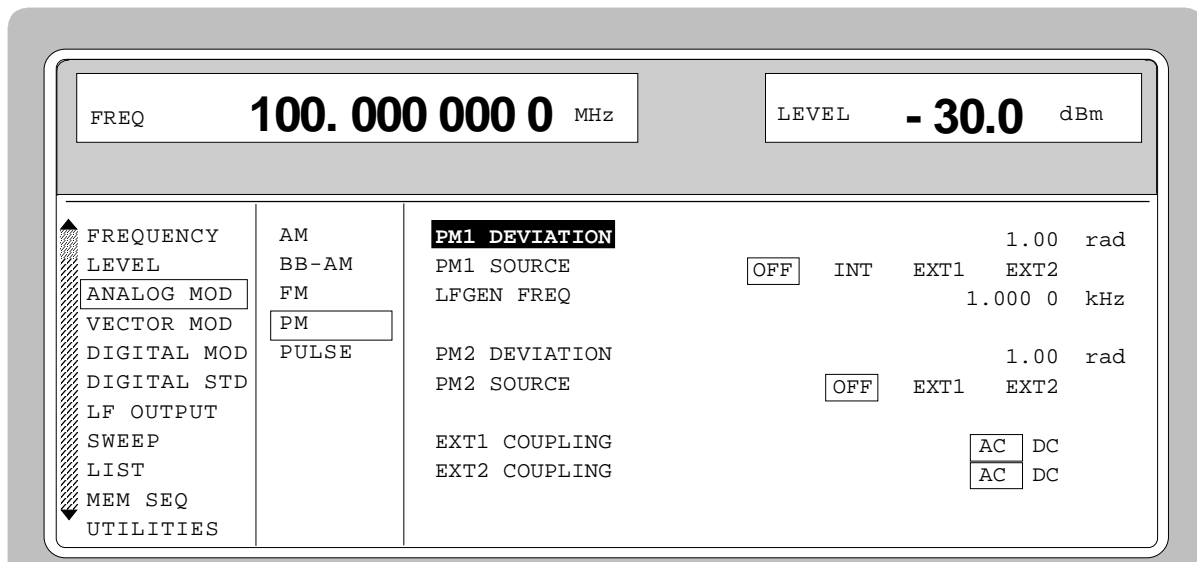 FREQ 100. 000 000 0 MHz LEVEL - 30.0 dBm
FREQUENCY AM PM1 DEVIATION 1.00 rad
LEVEL BB-AM PM1 SOURCE OFF INT EXT1 EXT2
ANALOG MOD FM LFGEN FREQ 1.000 0 kHz
VECTOR MOD PM
DIGITAL MOD PULSE PM2 DEVIATION 1.00 rad
DIGITAL STD PM2 SOURCE OFF EXT1 EXT2
LF OUTPUT
SWEEP EXT1 COUPLING AC DC
LIST EXT2 COUPLING AC DC
MEM SEQ
UTILITIES